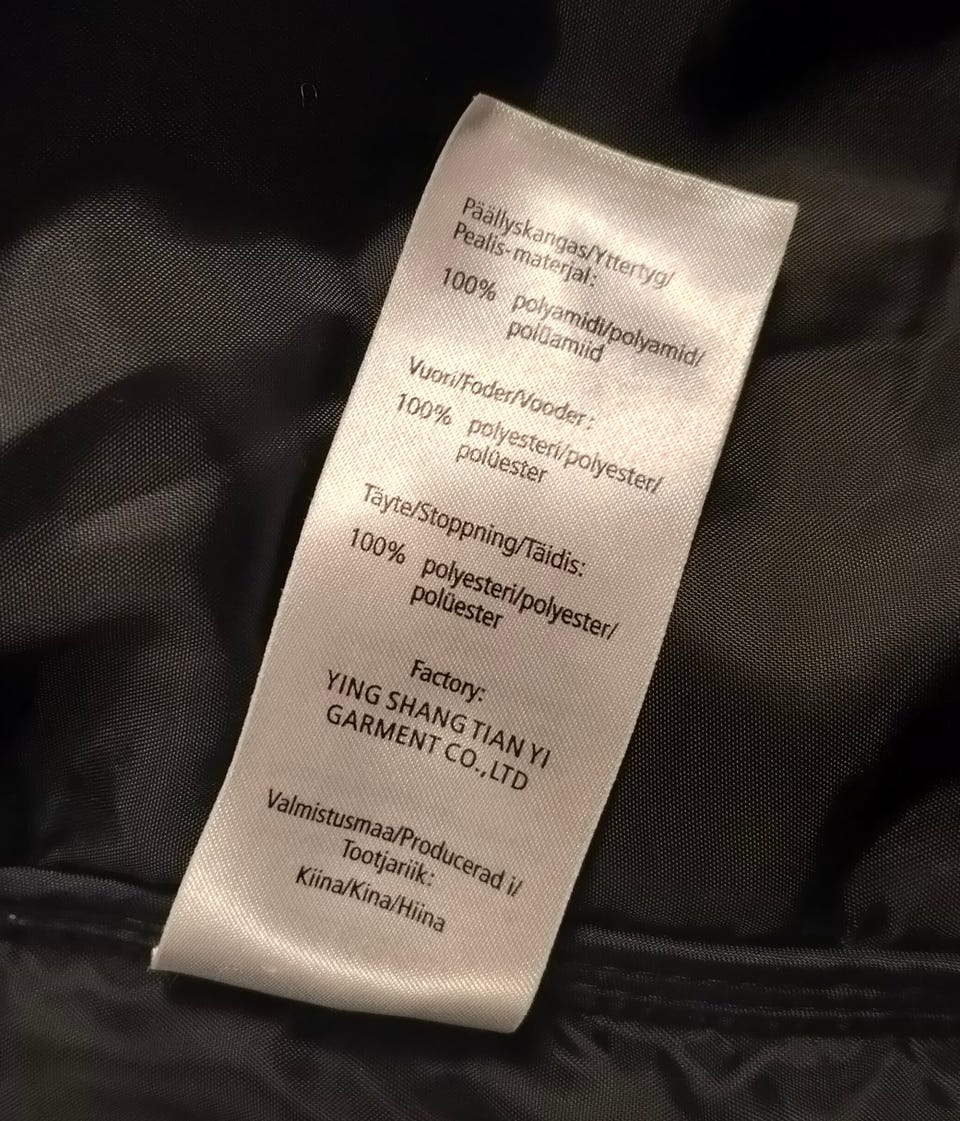 Päällyskangas/Yttertyg/
Pealis-materjal:
100% polyamidi/polyamid/
polüamiid
Vuori/Foder/Vooder:
100% polyesteri/polyester/
polüester
Täyte/Stoppning/Täidis:
100% polyesteri/polyester/
polüester
Factory:
YING SHANG TIAN YI
GARMENT CO.,LTD
Valmistusmaa/Producerad i/
Tootjariik:
Kiina/Kina/Hiina